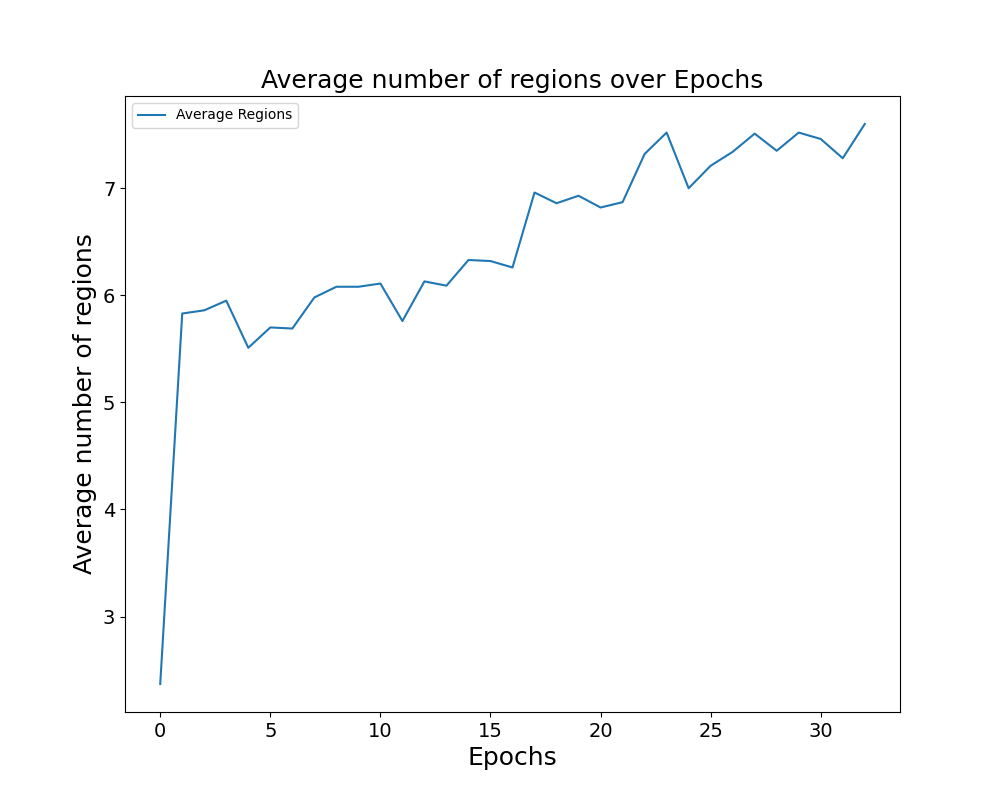 Average number of regions over Epochs
Average Regions
Average number of regions
7
6
5
4
3
0 5 10 15 20 25 30
Epochs